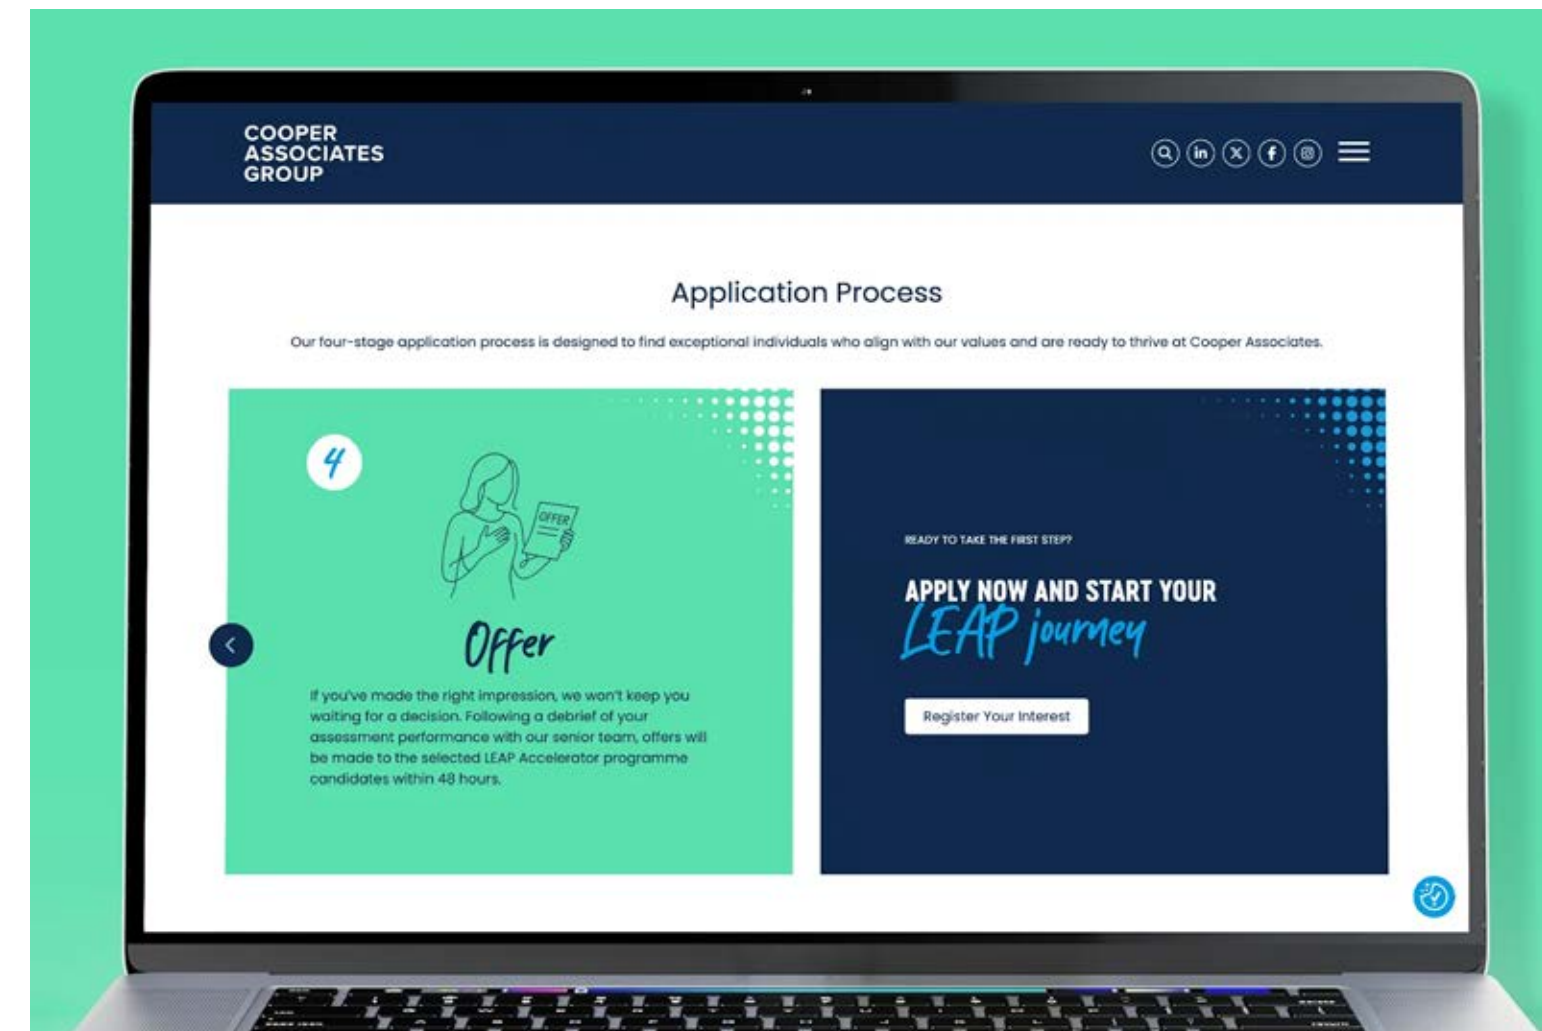 COOPER
ASSOCIATES
GROUP
Application Process
Our four-stage application process is designed to find exceptional individuals who align with our values and are ready to thrive at Cooper Associates.
4
OFFER
Offer
If you've made the right impression, we won't keep you
waiting for a decision. Following a debrief of your
assessment performance with our senior team, offers will
be made to the selected LEAP Accelerator programme
candidates within 48 hours.
READY TO TAKE THE FIRST STEP?
APPLY NOW AND START YOUR
LEAP journey
Register Your Interest